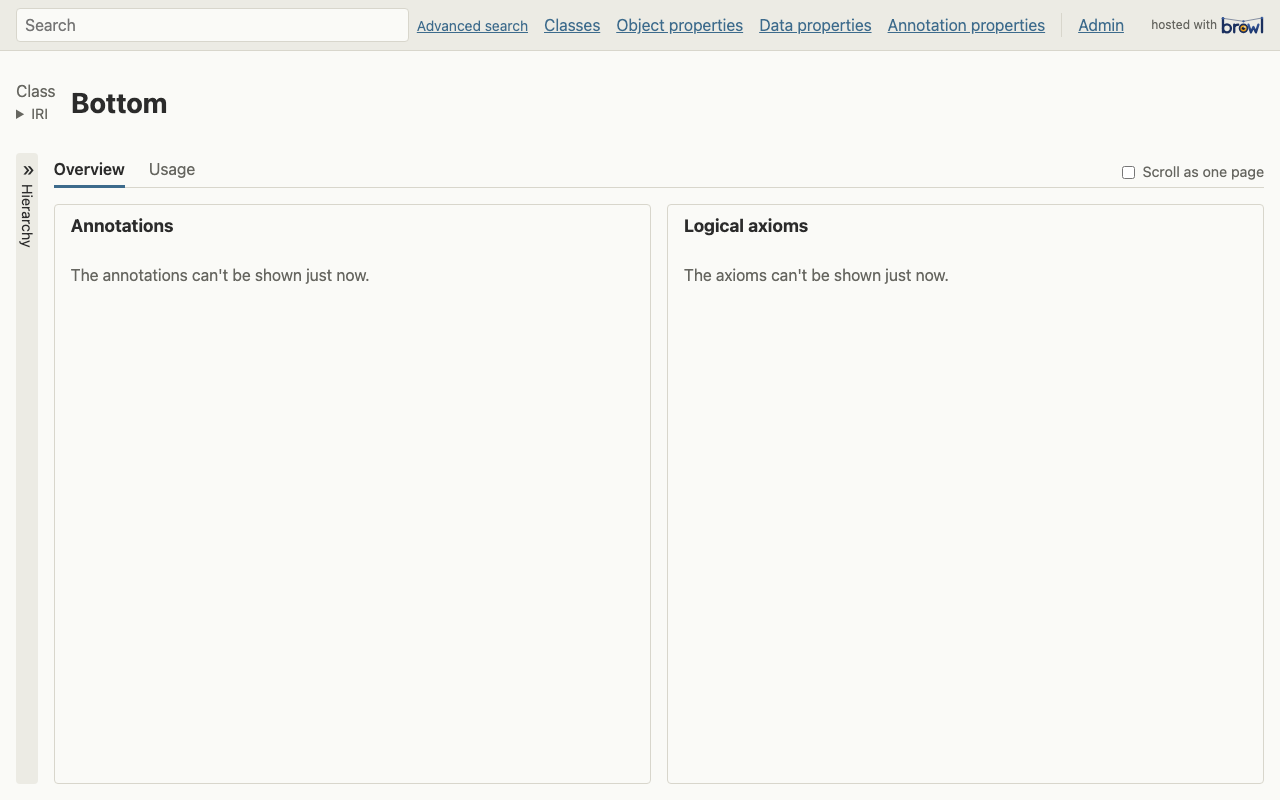 Search
Advanced search Classes Object properties Data properties Annotation properties Admin hosted with browl
Class
IRI
Bottom
» Hierarchy
Overview Usage
Scroll as one page
Annotations
The annotations can't be shown just now.
Logical axioms
The axioms can't be shown just now.